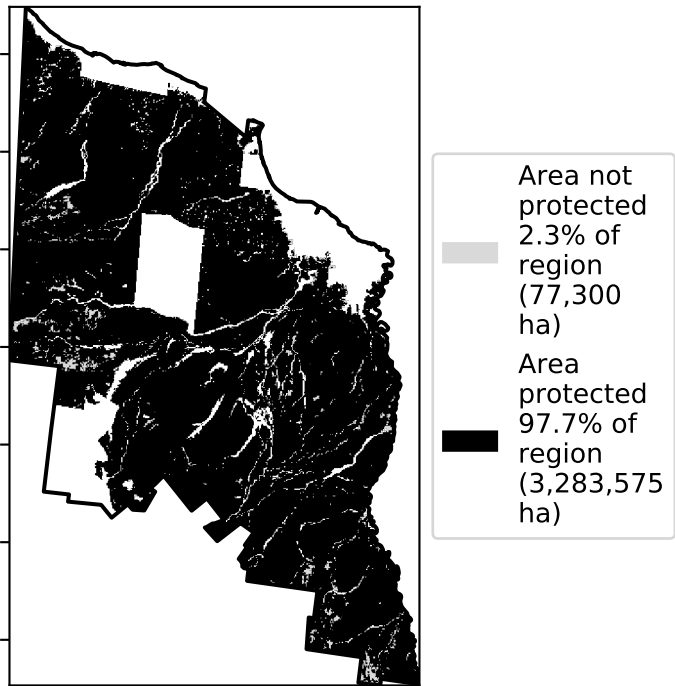 Area not
protected
2.3% of
region
(77,300
ha)
Area
protected
97.7% of
region
(3,283,575
ha)